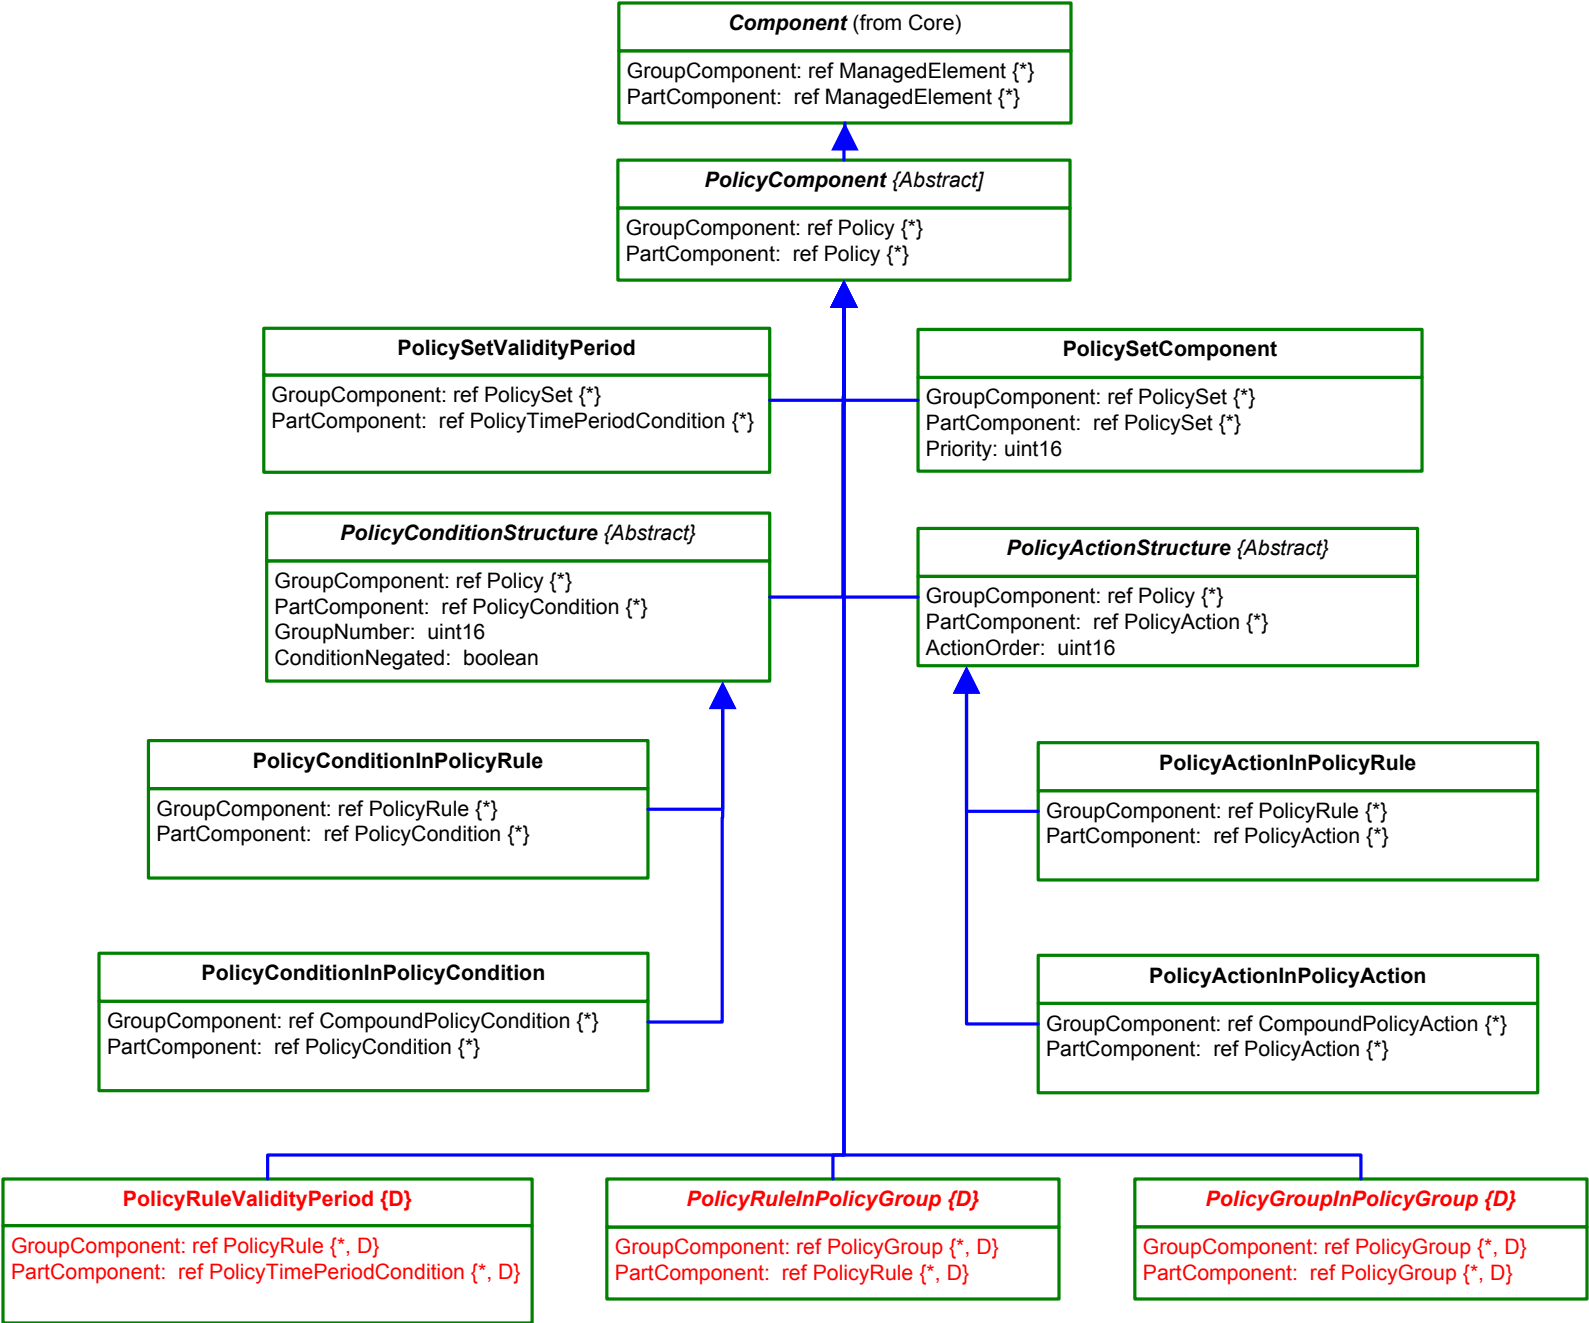 Component (from Core)
GroupComponent: ref ManagedElement {*}
PartComponent:  ref ManagedElement {*}
PolicyComponent {Abstract]
GroupComponent: ref Policy {*}
PartComponent:  ref Policy {*}
PolicySetValidityPeriod
GroupComponent: ref PolicySet {*}
PartComponent:  ref PolicyTimePeriodCondition {*}
PolicySetComponent
GroupComponent: ref PolicySet {*}
PartComponent:  ref PolicySet {*}
Priority: uint16
PolicyConditionStructure {Abstract}
GroupComponent: ref Policy {*}
PartComponent:  ref PolicyCondition {*}
GroupNumber:  uint16
ConditionNegated:  boolean
PolicyActionStructure {Abstract}
GroupComponent: ref Policy {*}
PartComponent:  ref PolicyAction {*}
ActionOrder:  uint16
PolicyConditionInPolicyRule
GroupComponent: ref PolicyRule {*}
PartComponent:  ref PolicyCondition {*}
PolicyActionInPolicyRule
GroupComponent: ref PolicyRule {*}
PartComponent:  ref PolicyAction {*}
PolicyConditionInPolicyCondition
GroupComponent: ref CompoundPolicyCondition {*}
PartComponent:  ref PolicyCondition {*}
PolicyActionInPolicyAction
GroupComponent: ref CompoundPolicyAction {*}
PartComponent:  ref PolicyAction {*}
PolicyRuleValidityPeriod {D}
GroupComponent: ref PolicyRule {*, D}
PartComponent:  ref PolicyTimePeriodCondition {*, D}
PolicyRuleInPolicyGroup {D}
GroupComponent: ref PolicyGroup {*, D}
PartComponent:  ref PolicyRule {*, D}
PolicyGroupInPolicyGroup {D}
GroupComponent: ref PolicyGroup {*, D}
PartComponent:  ref PolicyGroup {*, D}